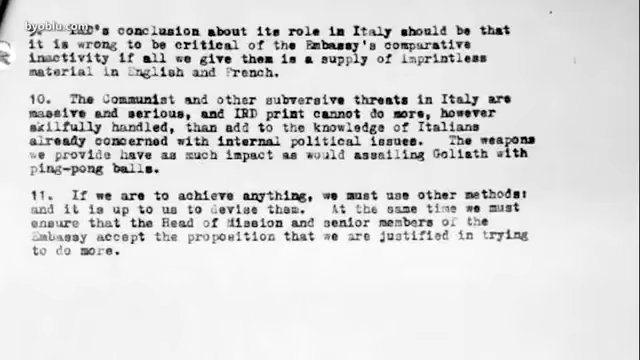 byoblu.com
9. IRD's conclusion about its role in Italy should be that
it is wrong to be critical of the Embassy's comparative
inactivity if all we give them is a supply of imprintless
material in English and French.
10. The Communist and other subversive threats in Italy are
massive and serious, and IRD print cannot do more, however
skilfully handled, than add to the knowledge of Italians
already concerned with internal political issues. The weapons
we provide have as much impact as would assailing Goliath with
ping-pong balls.
11. If we are to achieve anything, we must use other methods:
and it is up to us to devise them. At the same time we must
ensure that the Head of Mission and senior members of the
Embassy accept the proposition that we are justified in trying
to do more.